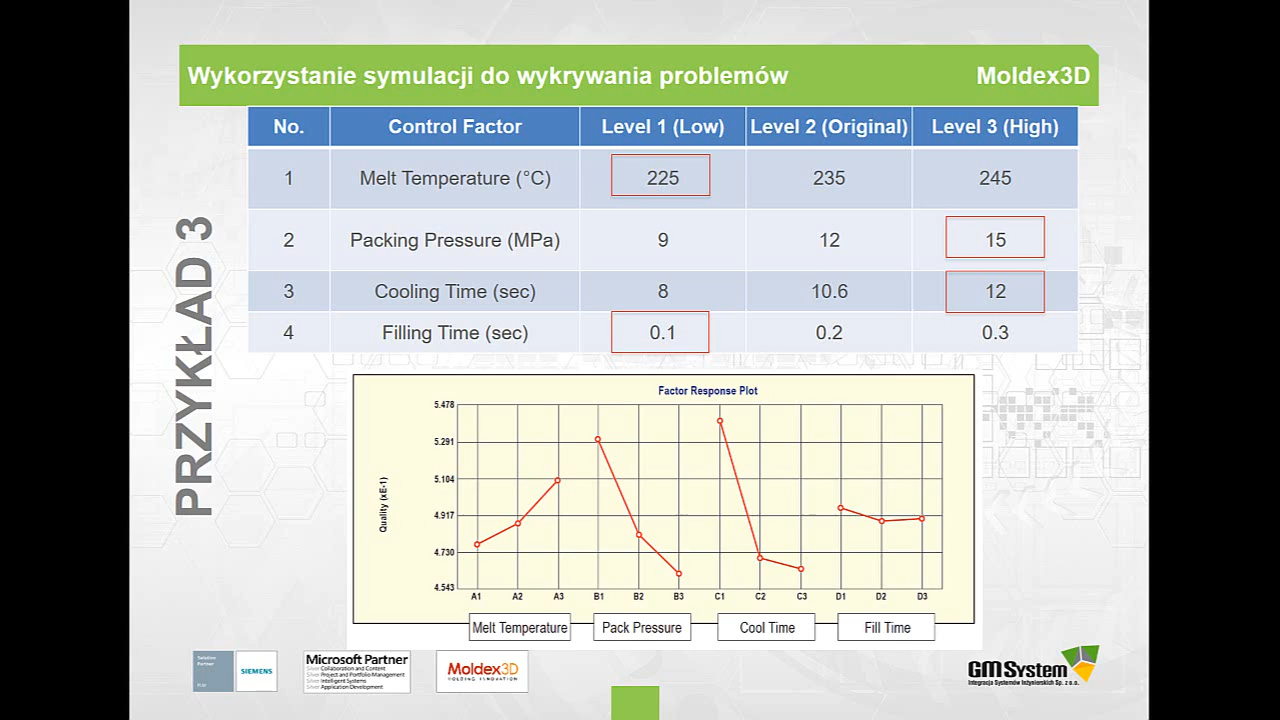 Wykorzystanie symulacji do wykrywania problemów Moldex3D
PRZYKŁAD 3
No. Control Factor Level 1 (Low) Level 2 (Original) Level 3 (High)
1 Melt Temperature (°C) 225 235 245
2 Packing Pressure (MPa) 9 12 15
3 Cooling Time (sec) 8 10.6 12
4 Filling Time (sec) 0.1 0.2 0.3
Factor Response Plot
Quality (xE-1)
5.478
5.291
5.104
4.917
4.730
4.543
A1 A2 A3 B1 B2 B3 C1 C2 C3 D1 D2 D3
Melt Temperature Pack Pressure Cool Time Fill Time
Solution
Partner
PLM
SIEMENS
Microsoft Partner
Silver Collaboration and Content
Silver Project and Portfolio Management
Silver Intelligent Systems
Silver Application Development
Moldex3D
MOLDING INNOVATION
GM System
Integracja Systemów Inżynierskich Sp. z o.o.